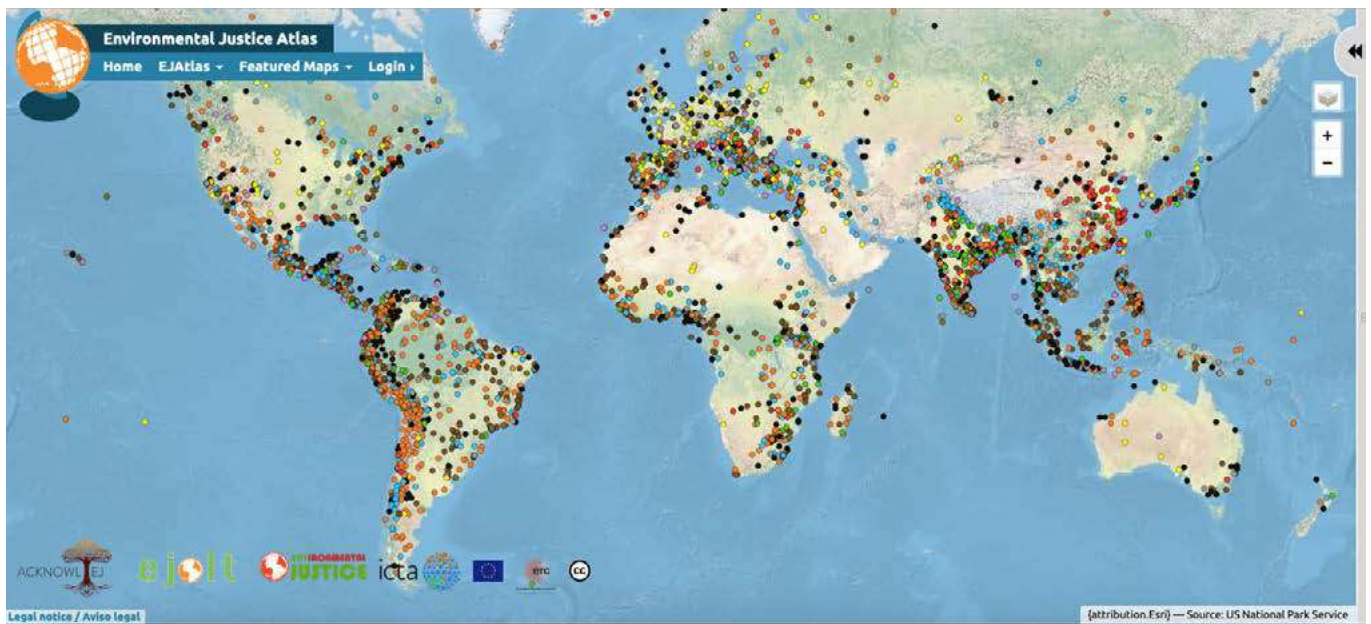 Environmental Justice Atlas
Home EJAtlas Featured Maps Login ›
+
−
ACKNOWL EJ
ejolt
ENVIRONMENTAL
JUSTICE
icta
erc
cc
Legal notice / Aviso legal
{attribution.Esri} — Source: US National Park Service